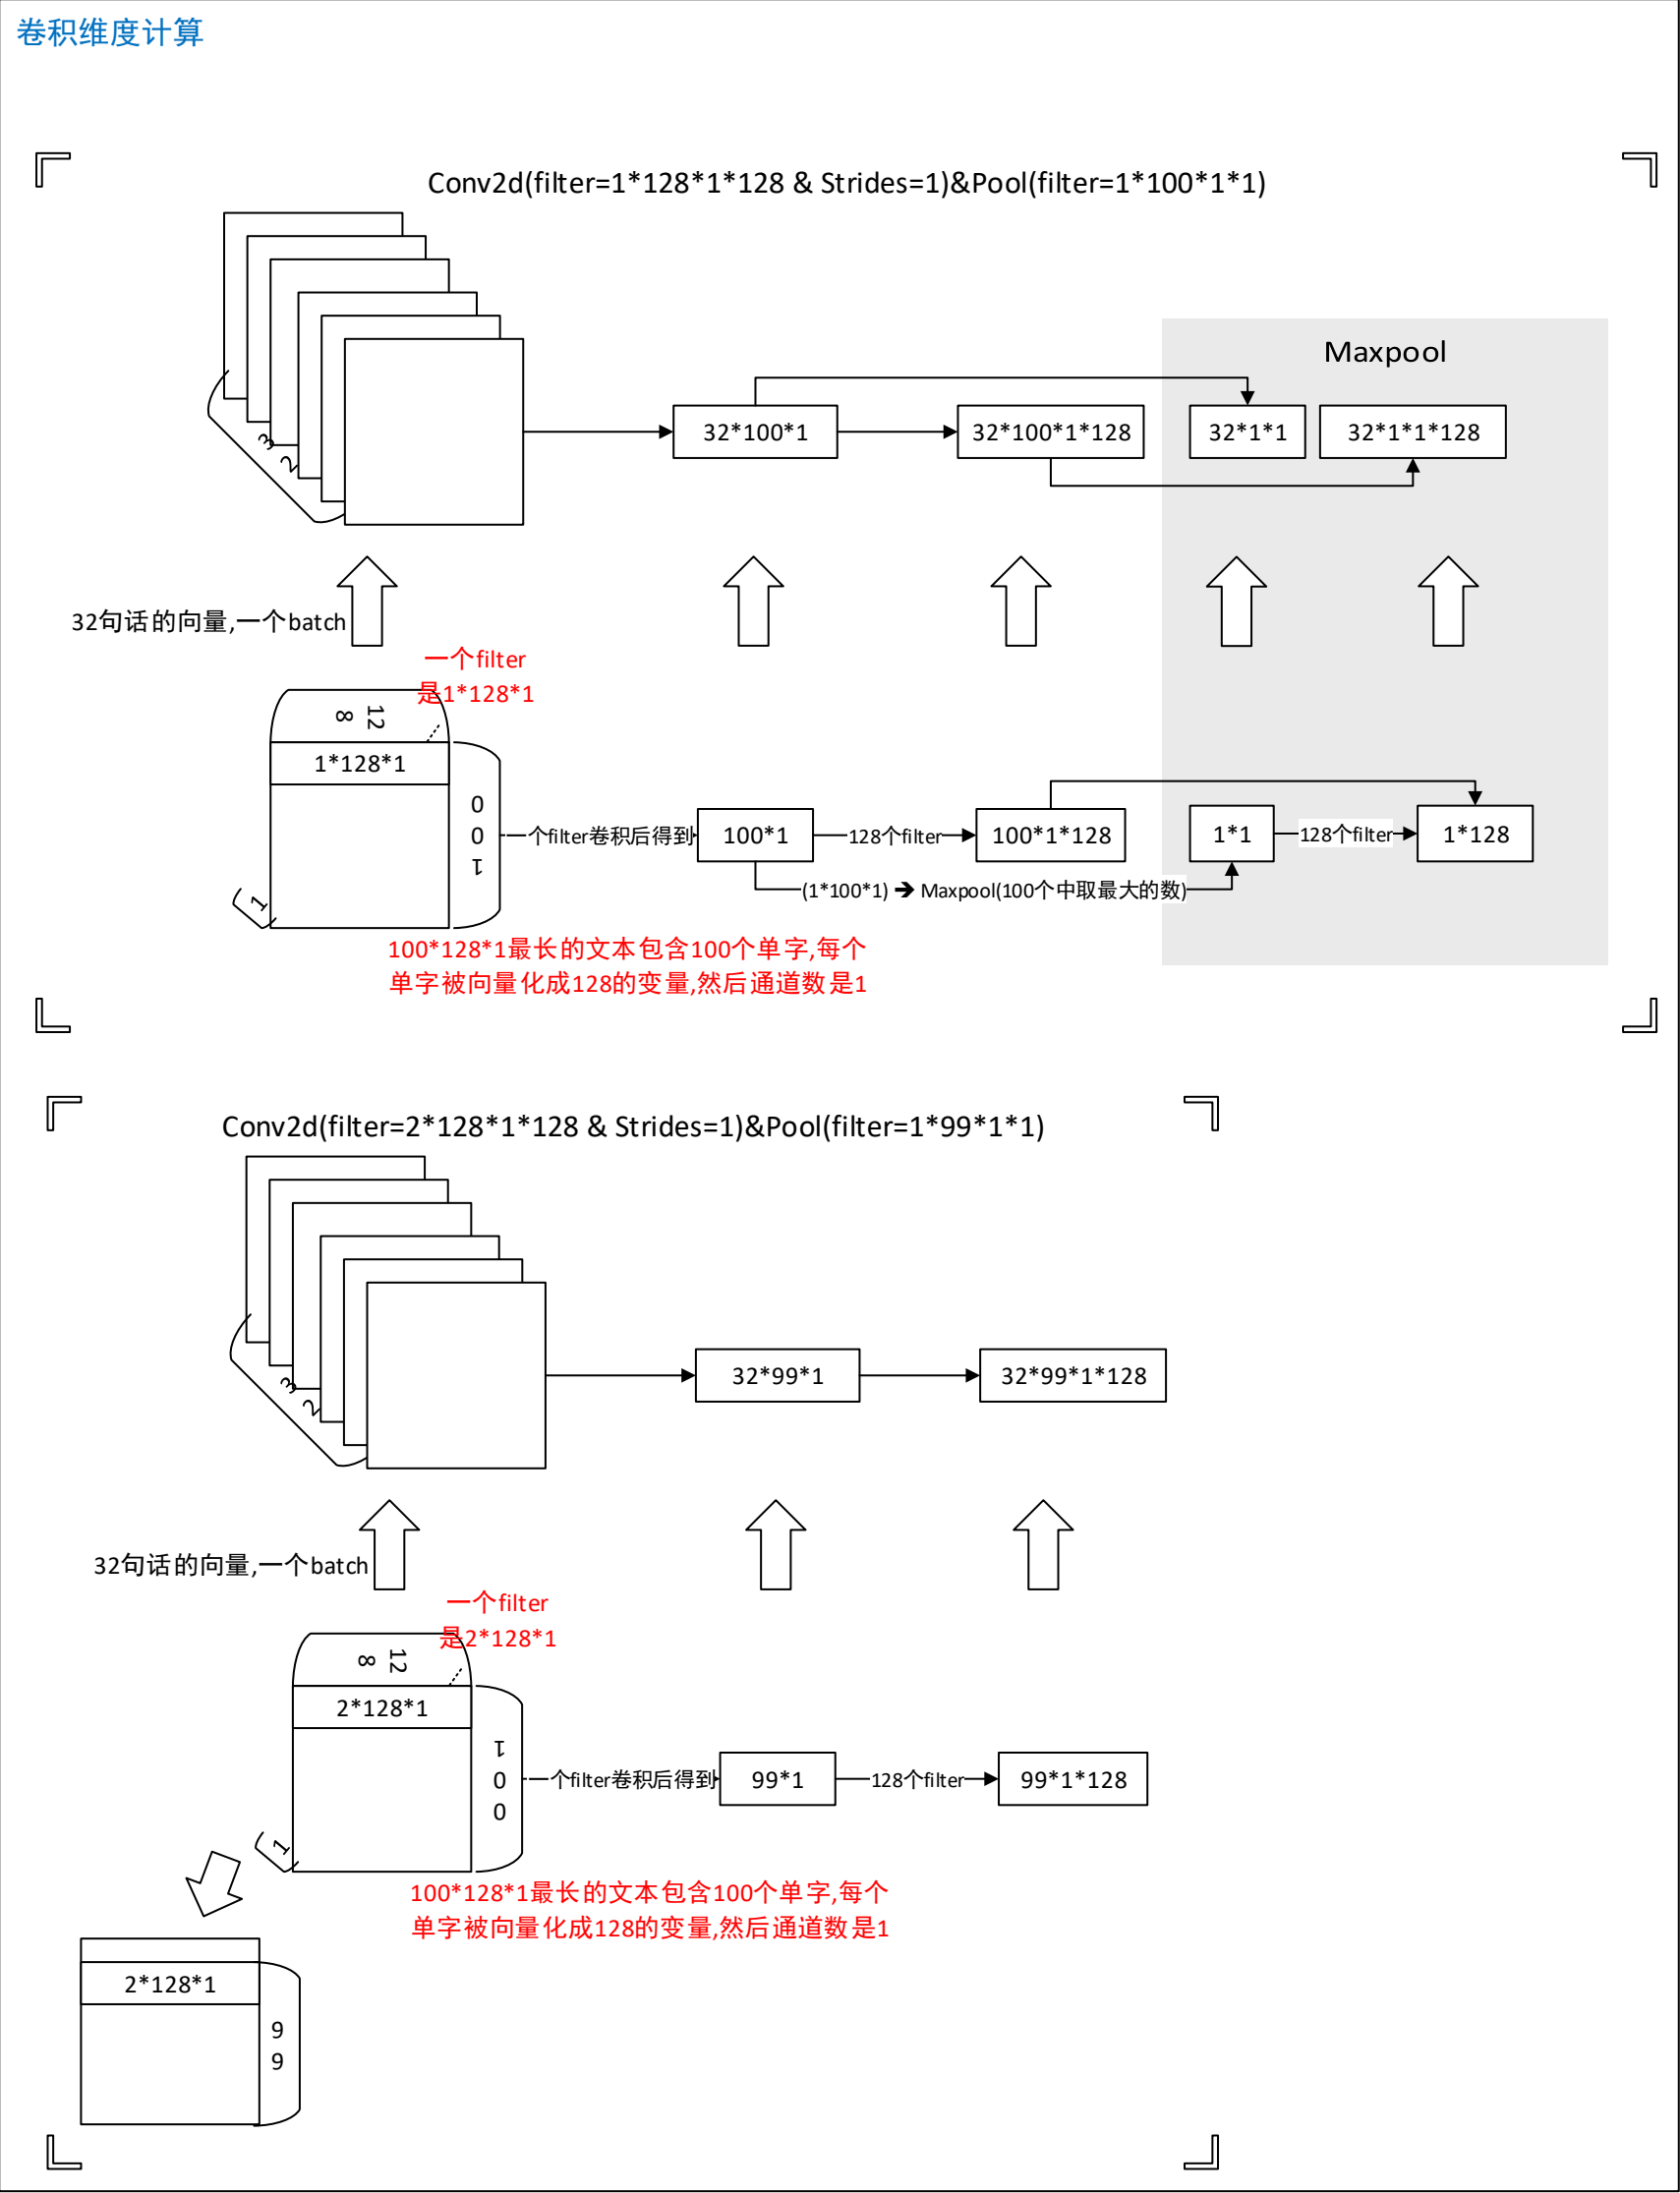 卷积维度计算
Conv2d(filter=1*128*1*128 & Strides=1)&Pool(filter=1*100*1*1)
Maxpool
32*100*1
32*100*1*128
32*1*1
32*1*1*128
3
2
32句话的向量,一个batch
一个filter
是1*128*1
12
8
1*128*1
0
0
1
1
一个filter卷积后得到
100*1
128个filter
100*1*128
1*1
128个filter
1*128
(1*100*1) ➔ Maxpool(100个中取最大的数)
100*128*1最长的文本包含100个单字,每个
单字被向量化成128的变量,然后通道数是1
Conv2d(filter=2*128*1*128 & Strides=1)&Pool(filter=1*99*1*1)
32*99*1
32*99*1*128
3
2
32句话的向量,一个batch
一个filter
是2*128*1
12
8
2*128*1
1
0
0
1
一个filter卷积后得到
99*1
128个filter
99*1*128
100*128*1最长的文本包含100个单字,每个
单字被向量化成128的变量,然后通道数是1
2*128*1
9
9